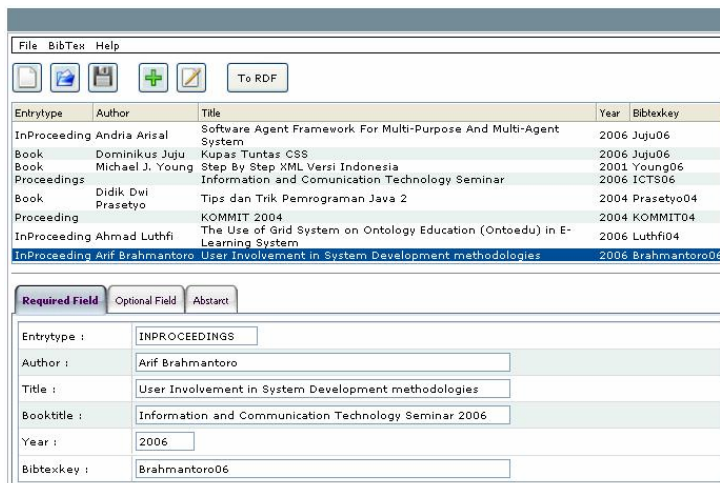 File BibTex Help
To RDF
Entrytype Author Title Year Bibtexkey
InProceeding Andria Arisal Software Agent Framework For Multi-Purpose And Multi-Agent System 2006 Juju06
Book Dominikus Juju Kupas Tuntas CSS 2006 Juju06
Book Michael J. Young Step By Step XML Versi Indonesia 2001 Young06
Proceedings Information and Comunication Technology Seminar 2006 ICTS06
Book Didik Dwi Prasetyo Tips dan Trik Pemrograman Java 2 2004 Prasetyo04
Proceeding KOMMIT 2004 2004 KOMMIT04
InProceeding Ahmad Luthfi The Use of Grid System on Ontology Education (Ontoedu) in E-Learning System 2006 Luthfi04
InProceeding Arif Brahmantoro User Involvement in System Development methodologies 2006 Brahmantoro06
Required Field Optional Field Abstarct
Entrytype : INPROCEEDINGS
Author : Arif Brahmantoro
Title : User Involvement in System Development methodologies
Booktitle : Information and Communication Technology Seminar 2006
Year : 2006
Bibtexkey : Brahmantoro06